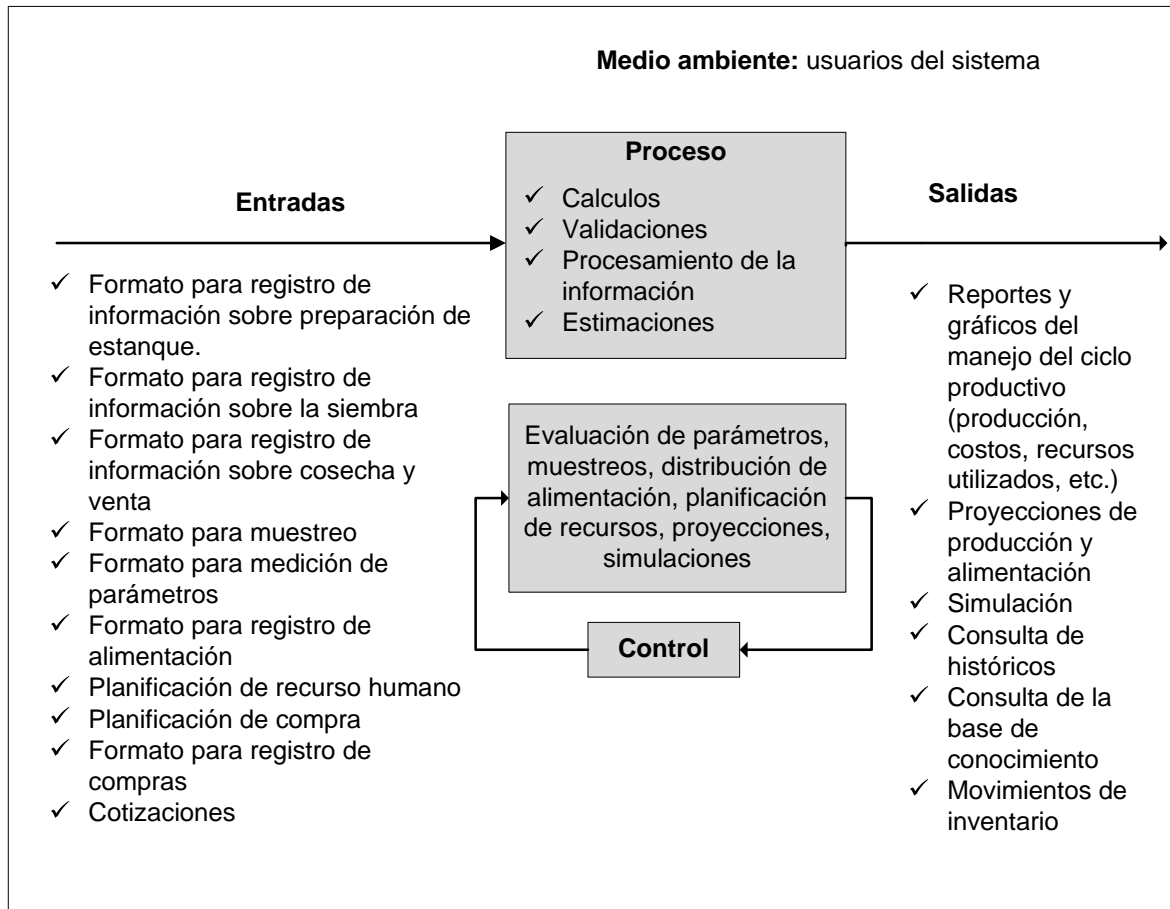 Medio ambiente: usuarios del sistema
Entradas
✓ Formato para registro de
información sobre preparación de
estanque.
✓ Formato para registro de
información sobre la siembra
✓ Formato para registro de
información sobre cosecha y
venta
✓ Formato para muestreo
✓ Formato para medición de
parámetros
✓ Formato para registro de
alimentación
✓ Planificación de recurso humano
✓ Planificación de compra
✓ Formato para registro de
compras
✓ Cotizaciones
Proceso
✓ Calculos
✓ Validaciones
✓ Procesamiento de la
información
✓ Estimaciones
Evaluación de parámetros,
muestreos, distribución de
alimentación, planificación
de recursos, proyecciones,
simulaciones
Control
Salidas
✓ Reportes y
gráficos del
manejo del ciclo
productivo
(producción,
costos, recursos
utilizados, etc.)
✓ Proyecciones de
producción y
alimentación
✓ Simulación
✓ Consulta de
históricos
✓ Consulta de la
base de
conocimiento
✓ Movimientos de
inventario